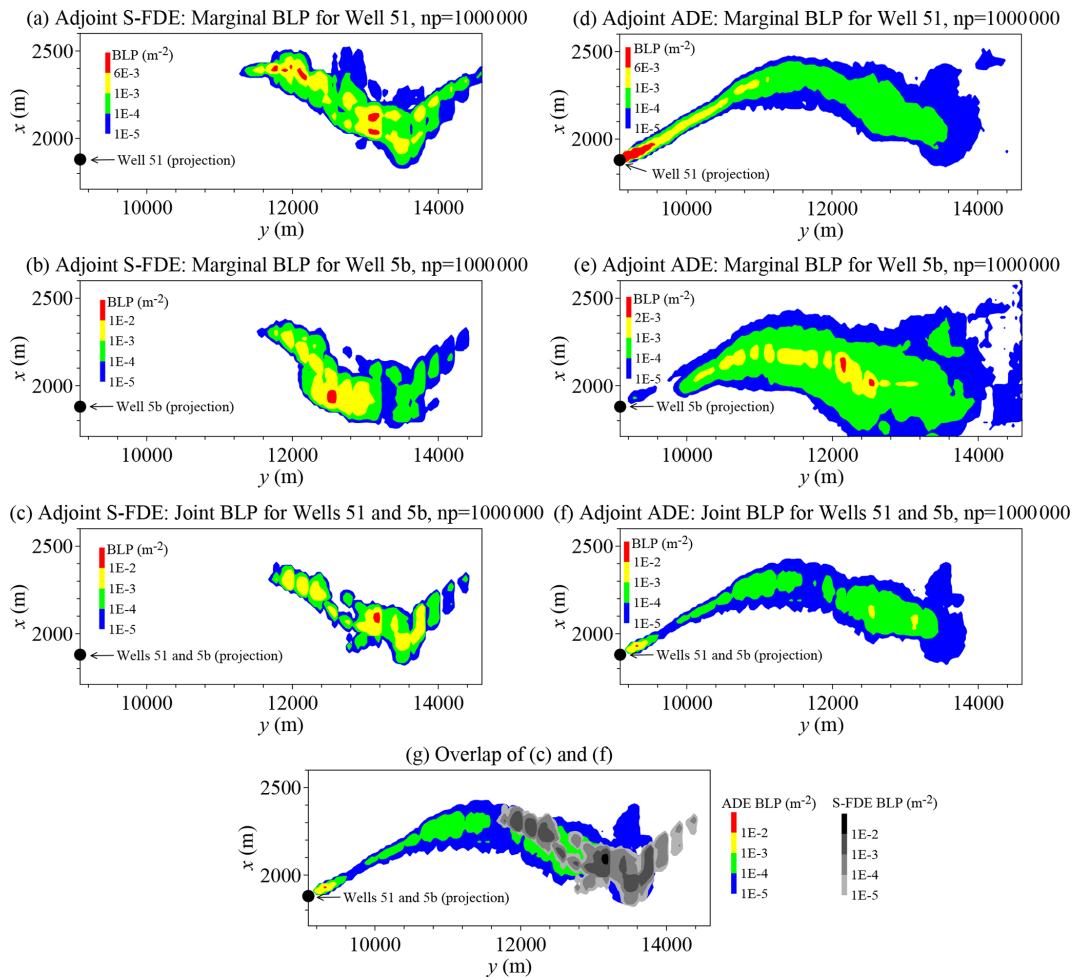 (a) Adjoint S-FDE: Marginal BLP for Well 51, np=1000000
2500
2000
x (m)
BLP (m-2)
6E-3
1E-3
1E-4
1E-5
Well 51 (projection)
10000 12000 14000
y (m)
(d) Adjoint ADE: Marginal BLP for Well 51, np=1000000
2500
2000
x (m)
BLP (m-2)
6E-3
1E-3
1E-4
1E-5
Well 51 (projection)
10000 12000 14000
y (m)
(b) Adjoint S-FDE: Marginal BLP for Well 5b, np=1000000
2500
2000
x (m)
BLP (m-2)
1E-2
1E-3
1E-4
1E-5
Well 5b (projection)
10000 12000 14000
y (m)
(e) Adjoint ADE: Marginal BLP for Well 5b, np=1000000
2500
2000
x (m)
BLP (m-2)
2E-3
1E-3
1E-4
1E-5
Well 5b (projection)
10000 12000 14000
y (m)
(c) Adjoint S-FDE: Joint BLP for Wells 51 and 5b, np=1000000
2500
2000
x (m)
BLP (m-2)
1E-2
1E-3
1E-4
1E-5
Wells 51 and 5b (projection)
10000 12000 14000
y (m)
(f) Adjoint ADE: Joint BLP for Wells 51 and 5b, np=1000000
2500
2000
x (m)
BLP (m-2)
1E-2
1E-3
1E-4
1E-5
Wells 51 and 5b (projection)
10000 12000 14000
y (m)
(g) Overlap of (c) and (f)
2500
2000
x (m)
Wells 51 and 5b (projection)
10000 12000 14000
y (m)
ADE BLP (m-2)
1E-2
1E-3
1E-4
1E-5
S-FDE BLP (m-2)
1E-2
1E-3
1E-4
1E-5